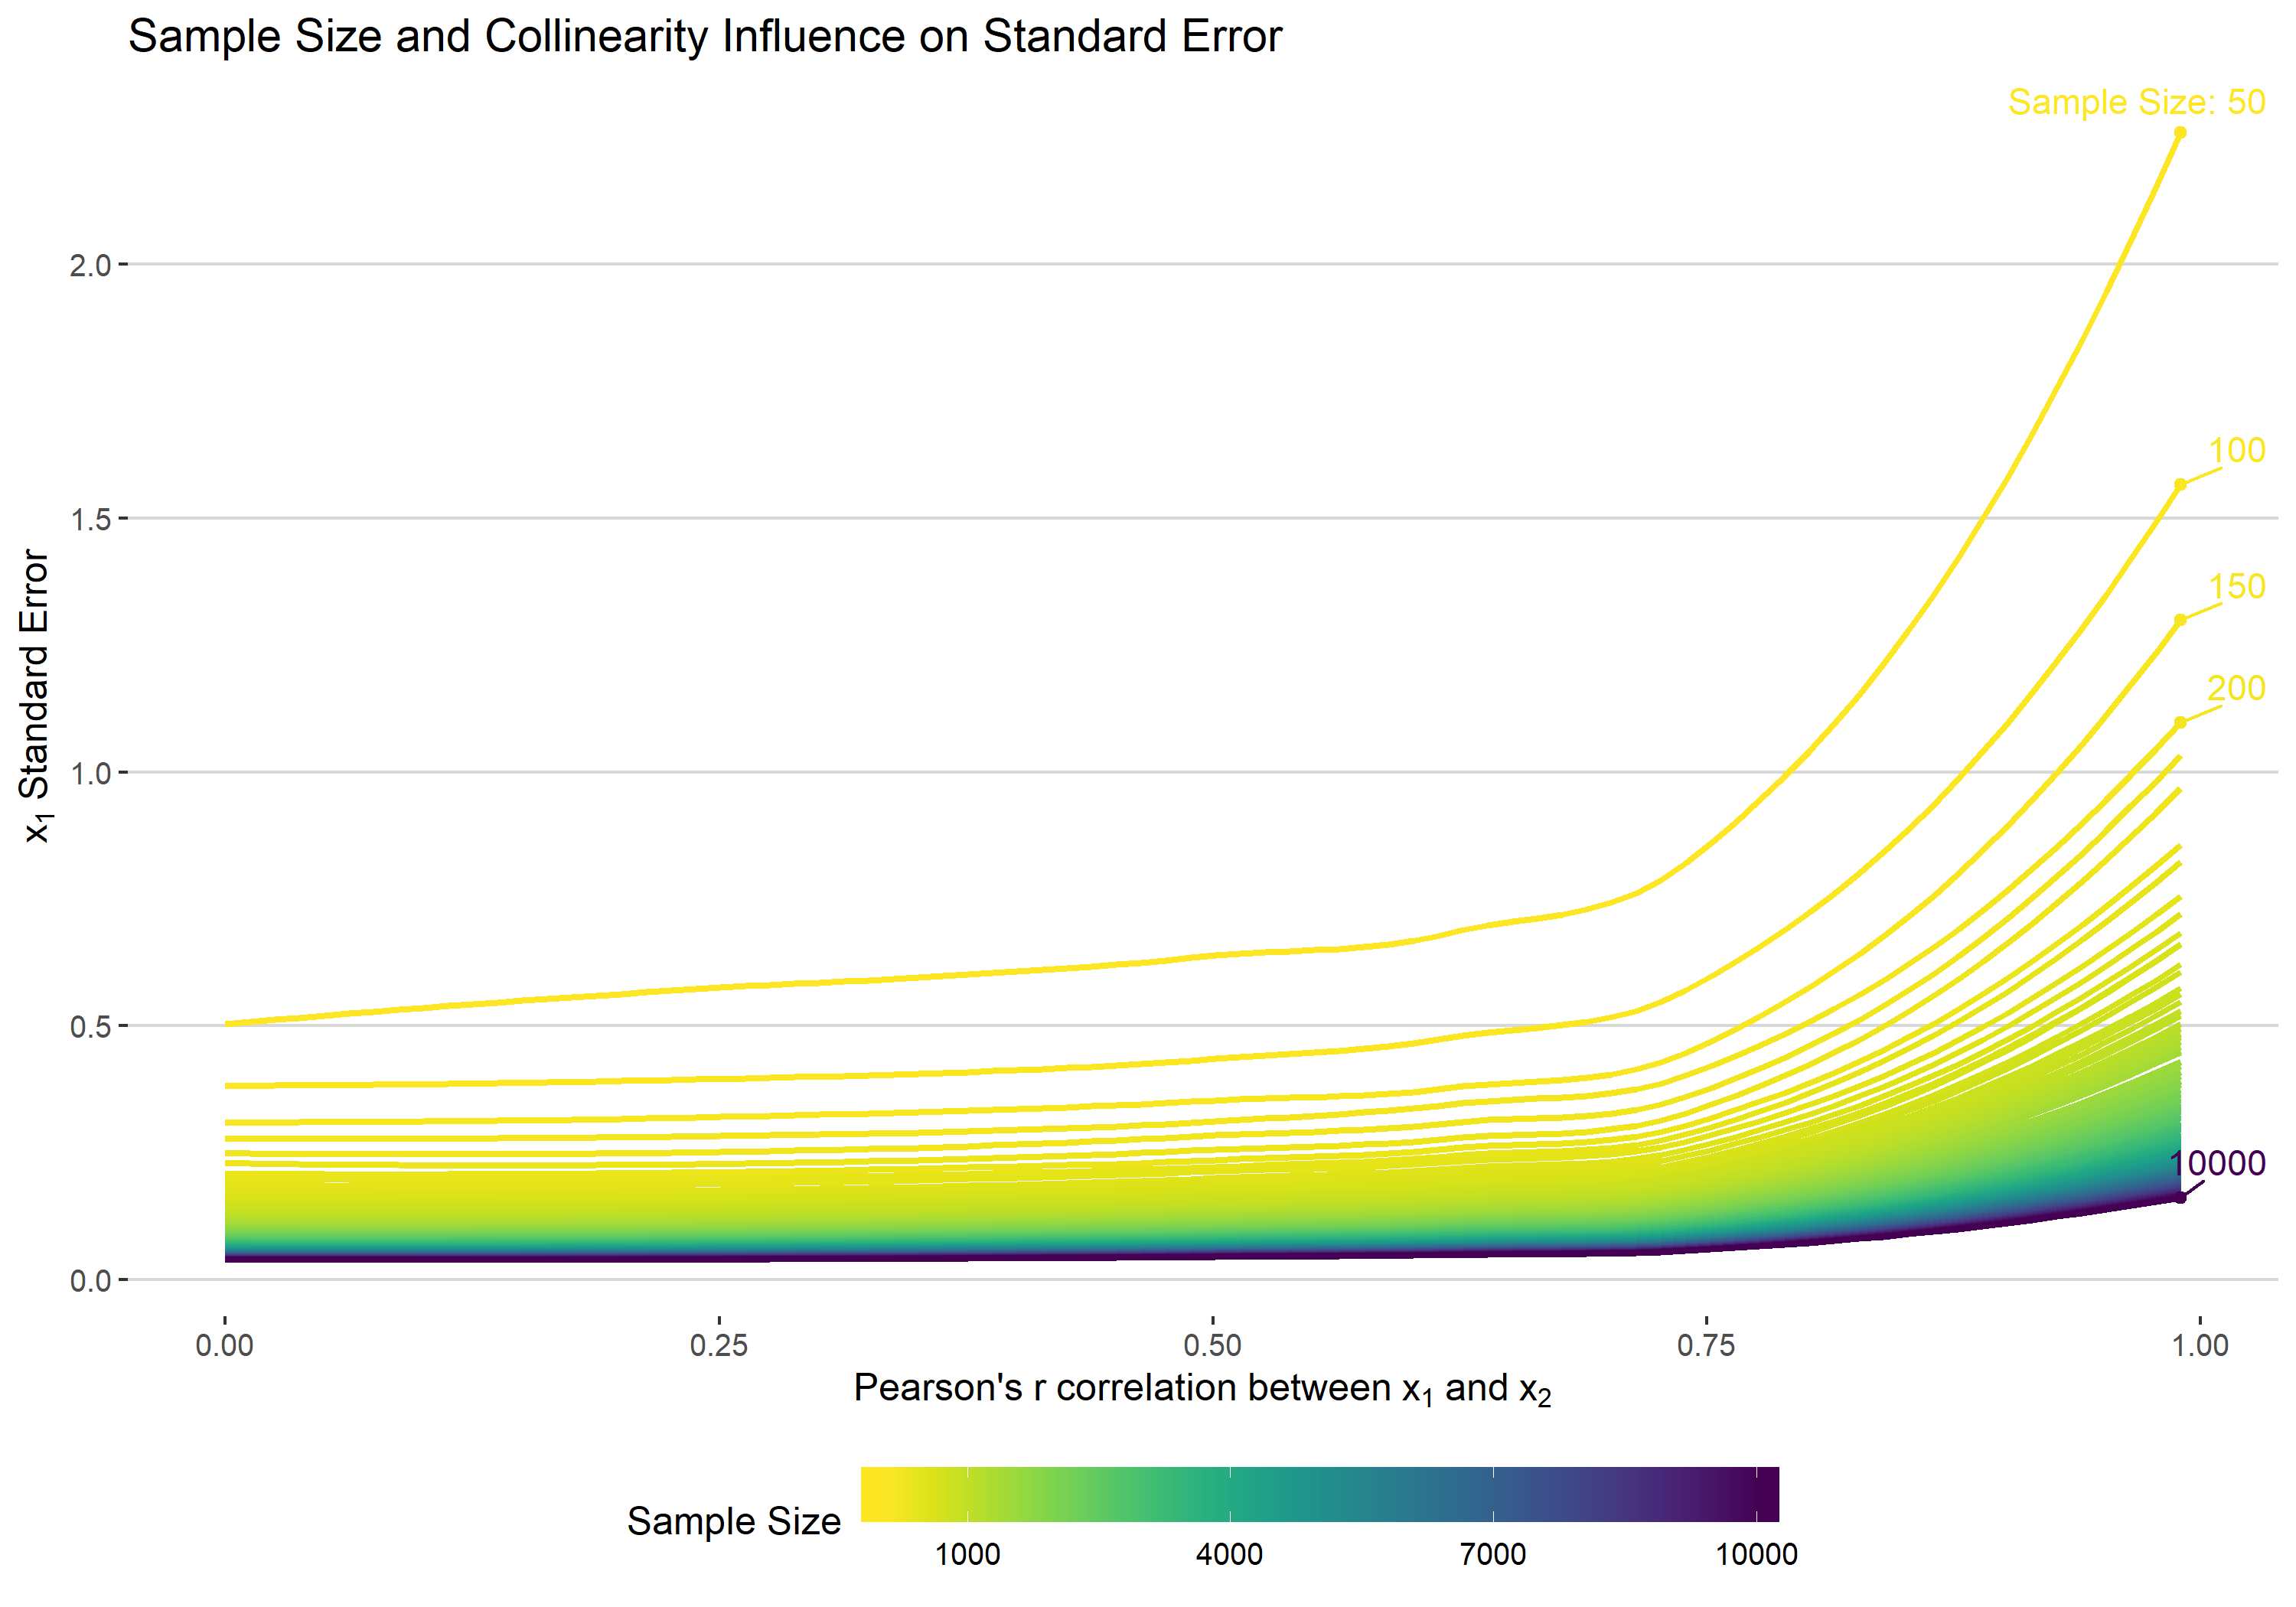 Sample Size and Collinearity Influence on Standard Error
Sample Size: 50
2.0
100
1.5
150
200
1.0
x₁ Standard Error
0.5
10000
0.0
0.00 0.25 0.50 0.75 1.00
Pearson's r correlation between x₁ and x₂
Sample Size
1000 4000 7000 10000